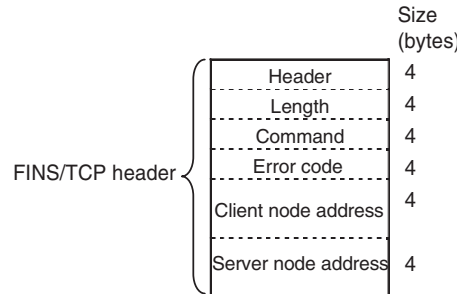 Size
(bytes)
Header 4
Length 4
Command 4
Error code 4
FINS/TCP header
Client node address 4
Server node address 4